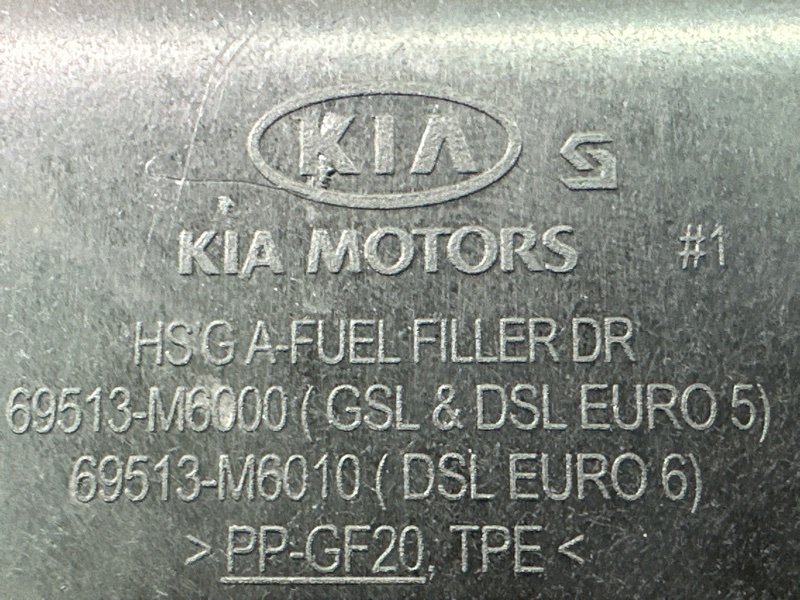 KIA
KIA MOTORS #1
HS'G A-FUEL FILLER DR
69513-M6000 ( GSL & DSL EURO 5)
69513-M6010 ( DSL EURO 6)
> PP-GF20, TPE <